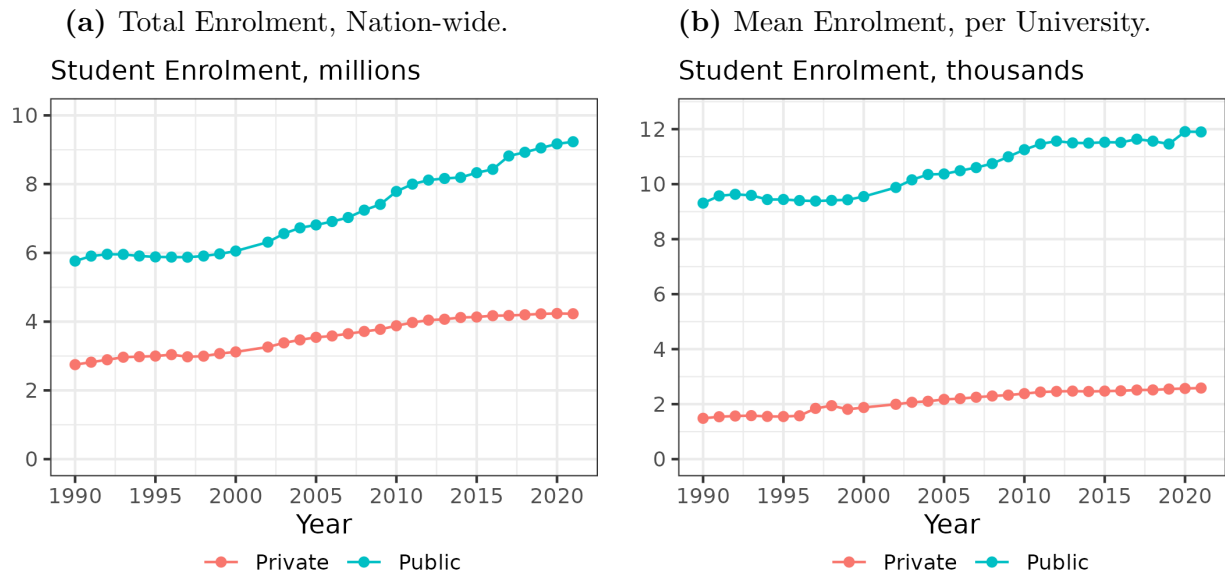 (a) Total Enrolment, Nation-wide.
Student Enrolment, millions
10
8
6
4
2
0
1990 1995 2000 2005 2010 2015 2020
Year
Private Public
(b) Mean Enrolment, per University.
Student Enrolment, thousands
12
10
8
6
4
2
0
1990 1995 2000 2005 2010 2015 2020
Year
Private Public